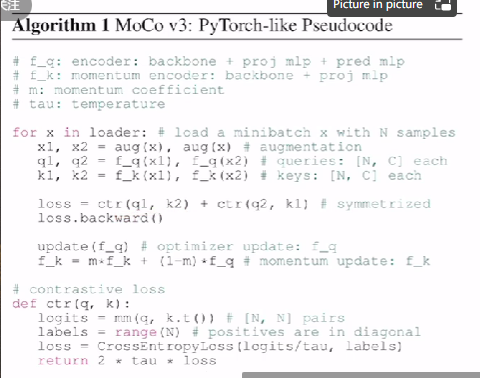 注
Picture in picture
Algorithm 1 MoCo v3: PyTorch-like Pseudocode
# f_q: encoder: backbone + proj mlp + pred mlp
# f_k: momentum encoder: backbone + proj mlp
# m: momentum coefficient
# tau: temperature
for x in loader: # load a minibatch x with N samples
x1, x2 = aug(x), aug(x) # augmentation
q1, q2 = f_q(x1), f_q(x2) # queries: [N, C] each
k1, k2 = f_k(x1), f_k(x2) # keys: [N, C] each
loss = ctr(q1, k2) + ctr(q2, k1) # symmetrized
loss.backward()
update(f_q) # optimizer update: f_q
f_k = m*f_k + (1-m)*f_q # momentum update: f_k
# contrastive loss
def ctr(q, k):
logits = mm(q, k.t()) # [N, N] pairs
labels = range(N) # positives are in diagonal
loss = CrossEntropyLoss(logits/tau, labels)
return 2 * tau * loss